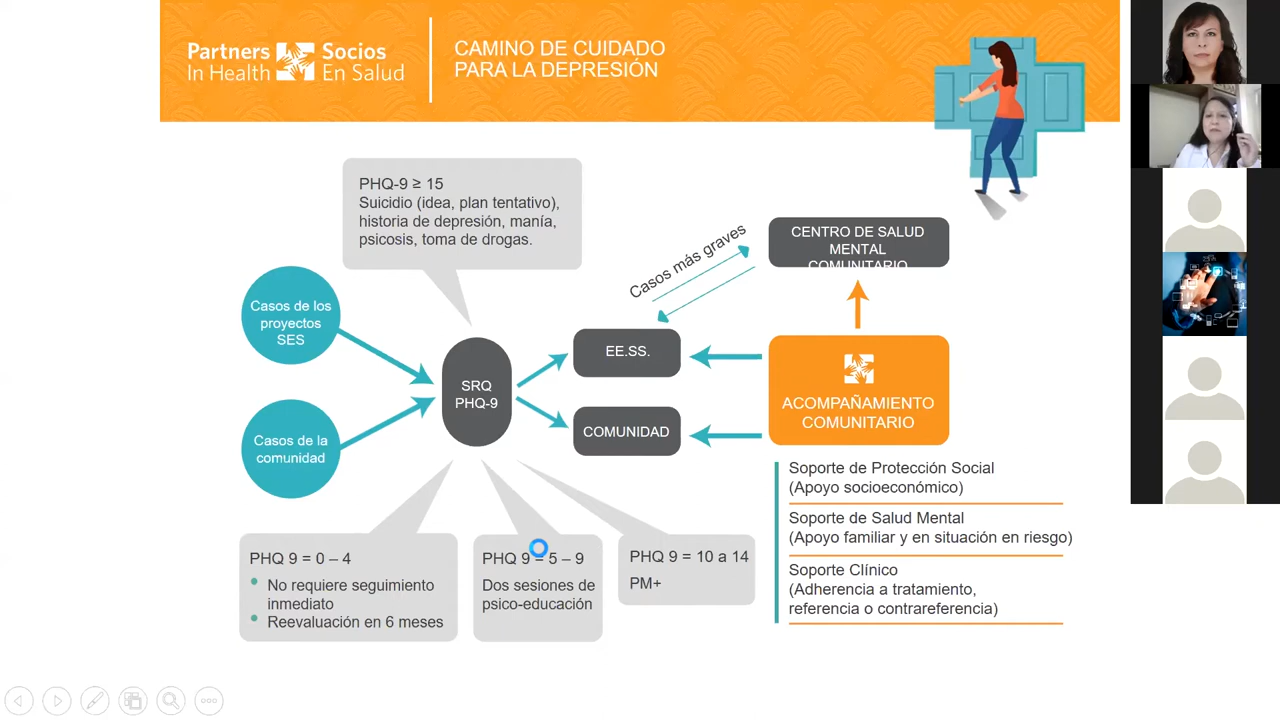 Partners
In Health
Socios
En Salud
CAMINO DE CUIDADO
PARA LA DEPRESIÓN
PHQ-9 ≥ 15
Suicidio (idea, plan tentativo),
historia de depresión, manía,
psicosis, toma de drogas.
Casos más graves
CENTRO DE SALUD
MENTAL
COMUNITARIO
Casos de los
proyectos
SES
Casos de la
comunidad
SRQ
PHQ-9
EE.SS.
COMUNIDAD
ACOMPAÑAMIENTO
COMUNITARIO
Soporte de Protección Social
(Apoyo socioeconómico)
Soporte de Salud Mental
(Apoyo familiar y en situación en riesgo)
Soporte Clínico
(Adherencia a tratamiento,
referencia o contrareferencia)
PHQ 9 = 0 – 4
No requiere seguimiento
inmediato
Reevaluación en 6 meses
PHQ 9 = 5 – 9
Dos sesiones de
psico-educación
PHQ 9 = 10 a 14
PM+